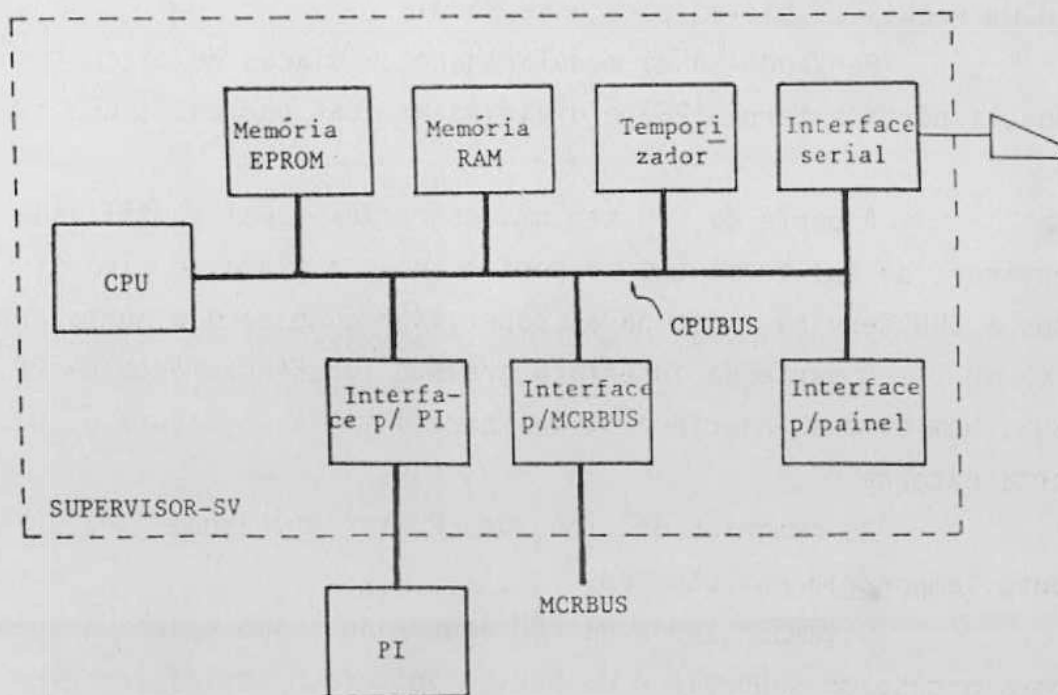 Memória
EPROM
Memória
RAM
Tempori
zador
Interface
serial
CPU
CPUBUS
Interfa-
ce p/ PI
Interface
p/MCRBUS
Interface
p/painel
SUPERVISOR-SV
MCRBUS
PI